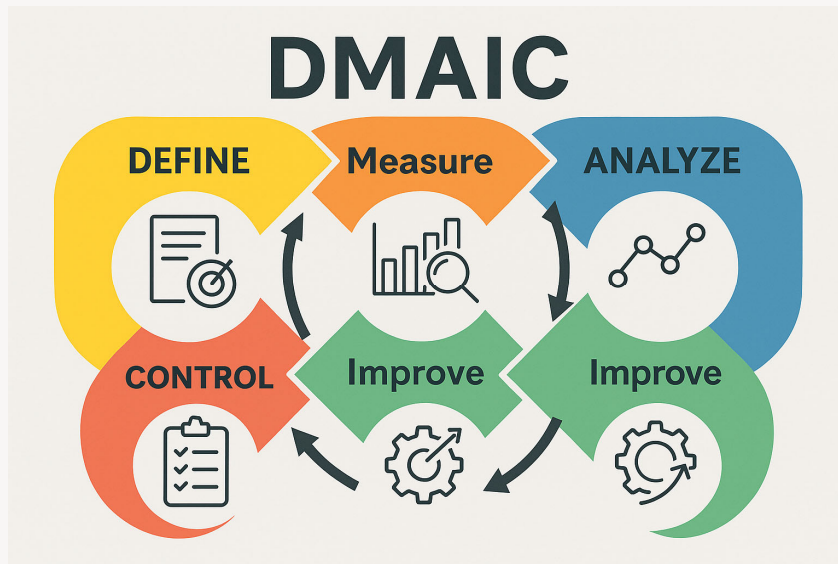 DMAIC
DEFINE
Measure
ANALYZE
CONTROL
Improve
Improve